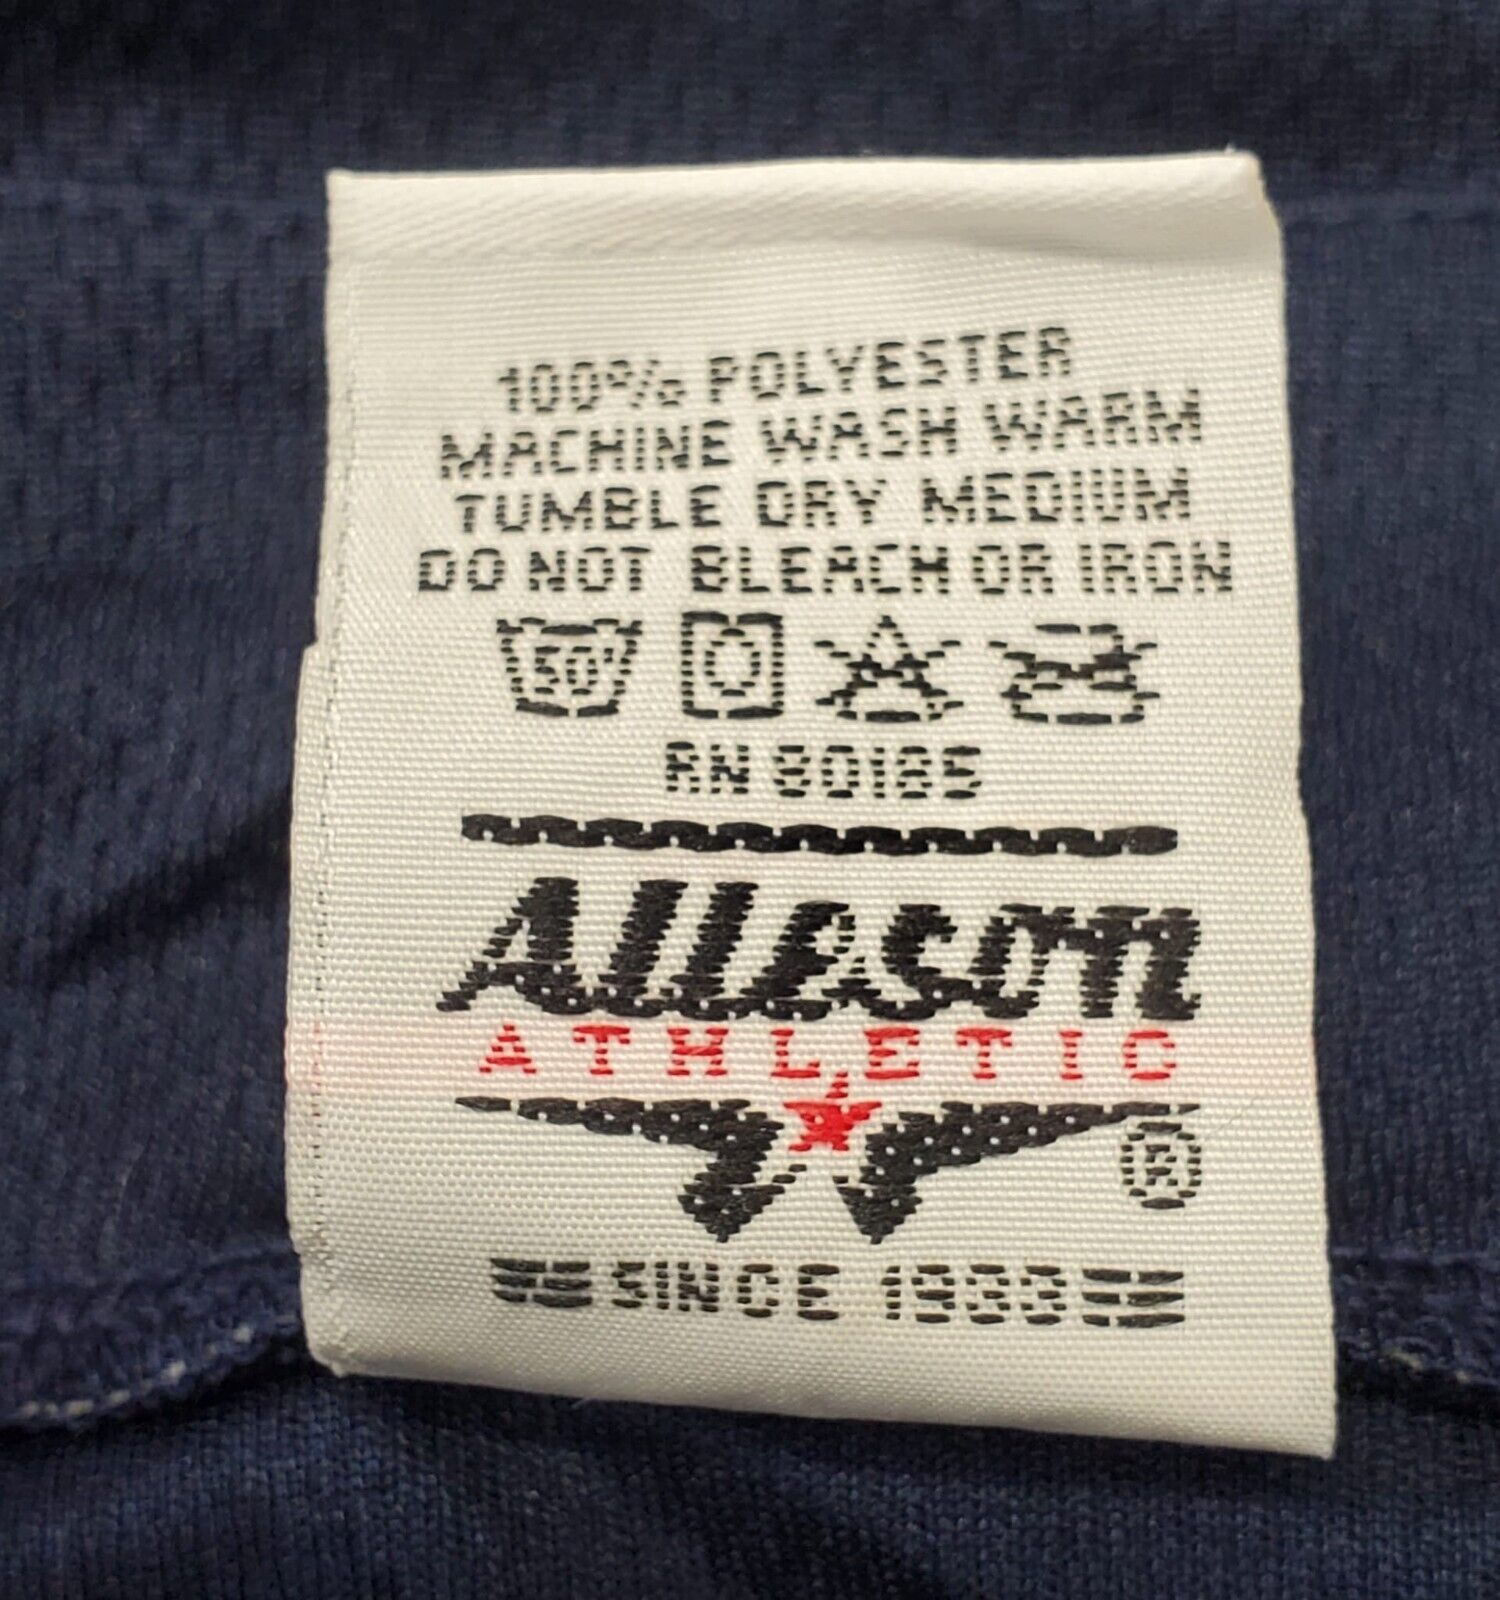 100% POLYESTER
MACHINE WASH WARM
TUMBLE DRY MEDIUM
DO NOT BLEACH OR IRON
50°
RN 80185
Alleson
ATHLETIC
®
SINCE 1933